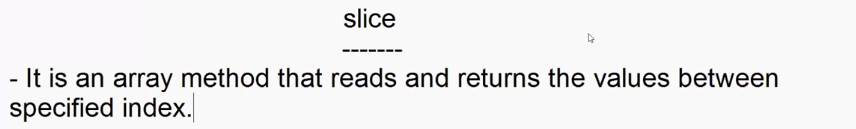 slice
-------
- It is an array method that reads and returns the values between
specified index.